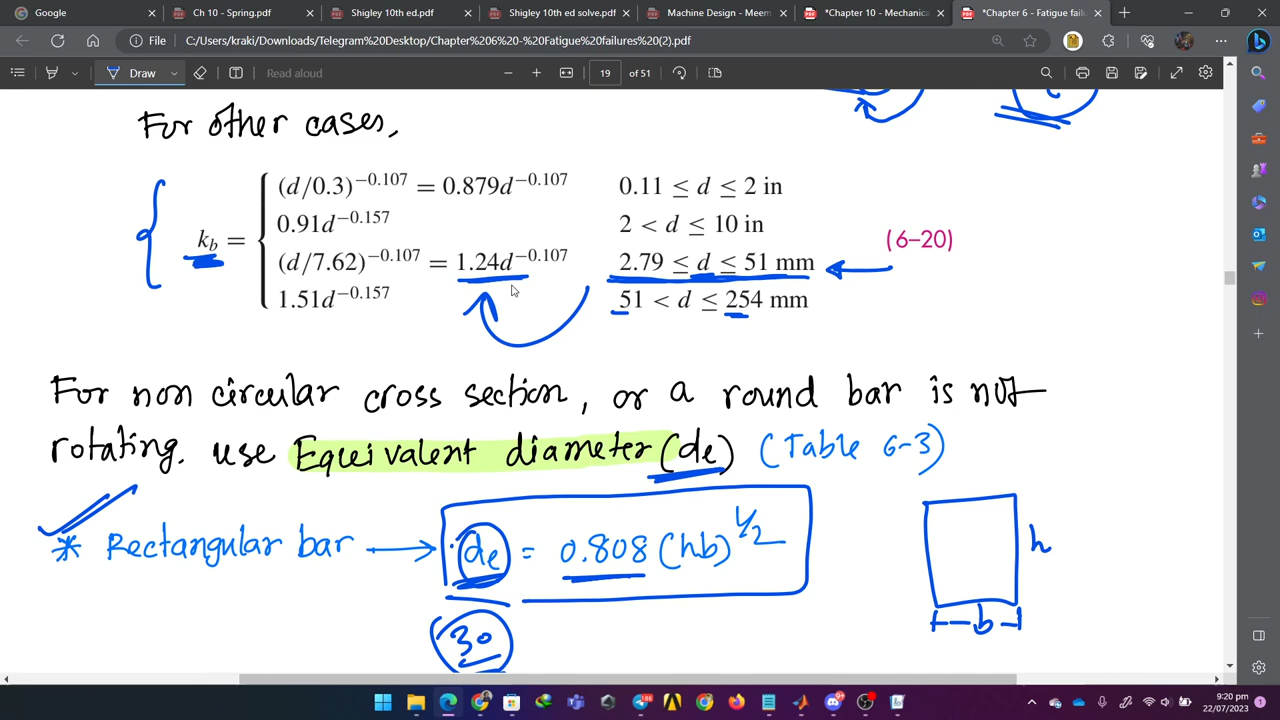 Google
Ch 10 - Spring.pdf
Shigley 10th ed.pdf
Shigley 10th ed solve.pdf
Machine Design - Meem
*Chapter 10 - Mechanica
*Chapter 6 - Fatigue failu
File
C:/Users/kraki/Downloads/Telegram%20Desktop/Chapter%206%20-%20Fatigue%20failures%20(2).pdf
Draw
Read aloud
19 of 51
For other cases,
(d/0.3)^−0.107 = 0.879d^−0.107 0.11 ≤ d ≤ 2 in
0.91d^−0.157 2 < d ≤ 10 in
k_b =
(d/7.62)^−0.107 = 1.24d^−0.107 2.79 ≤ d ≤ 51 mm
(6–20)
1.51d^−0.157 51 < d ≤ 254 mm
For non circular cross section, or a round bar is not
rotating. use Equivalent diameter (de) (Table 6-3)
* Rectangular bar → de = 0.808 (hb)^1/2
h
b
30
9:20 pm
22/07/2023